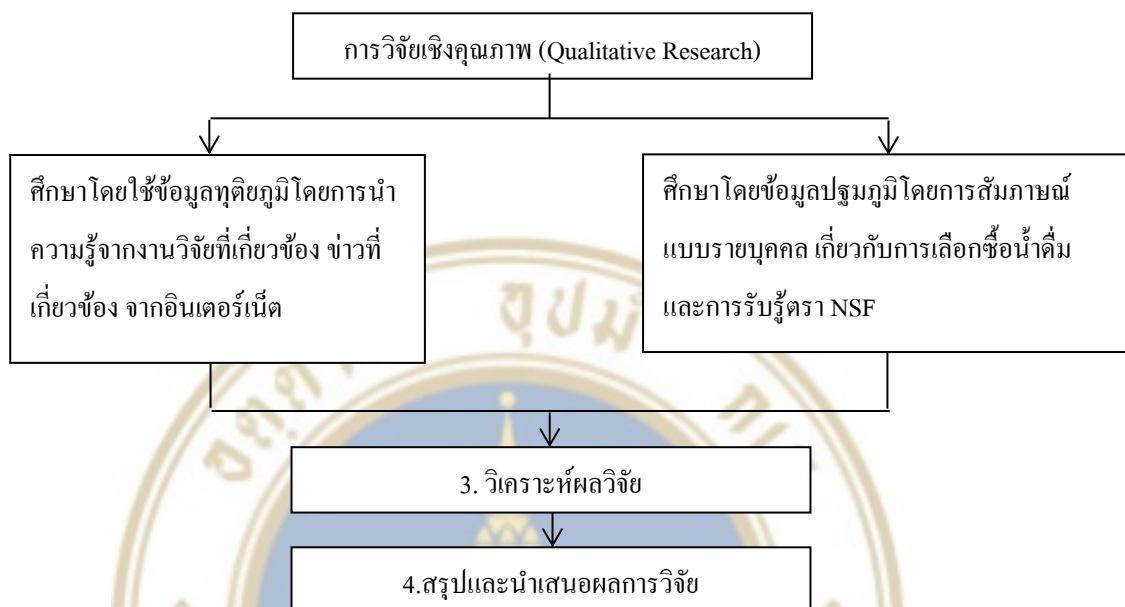 การวิจัยเชิงคุณภาพ (Qualitative Research)
ศึกษาโดยใช้ข้อมูลทุติยภูมิโดยการนำ
ความรู้จากงานวิจัยที่เกี่ยวข้อง ข่าวที่
เกี่ยวข้อง จากอินเตอร์เน็ต
ศึกษาโดยข้อมูลปฐมภูมิโดยการสัมภาษณ์
แบบรายบุคคล เกี่ยวกับการเลือกซื้อน้ำดื่ม
และการรับรู้ตรา NSF
3. วิเคราะห์ผลวิจัย
4.สรุปและนำเสนอผลการวิจัย